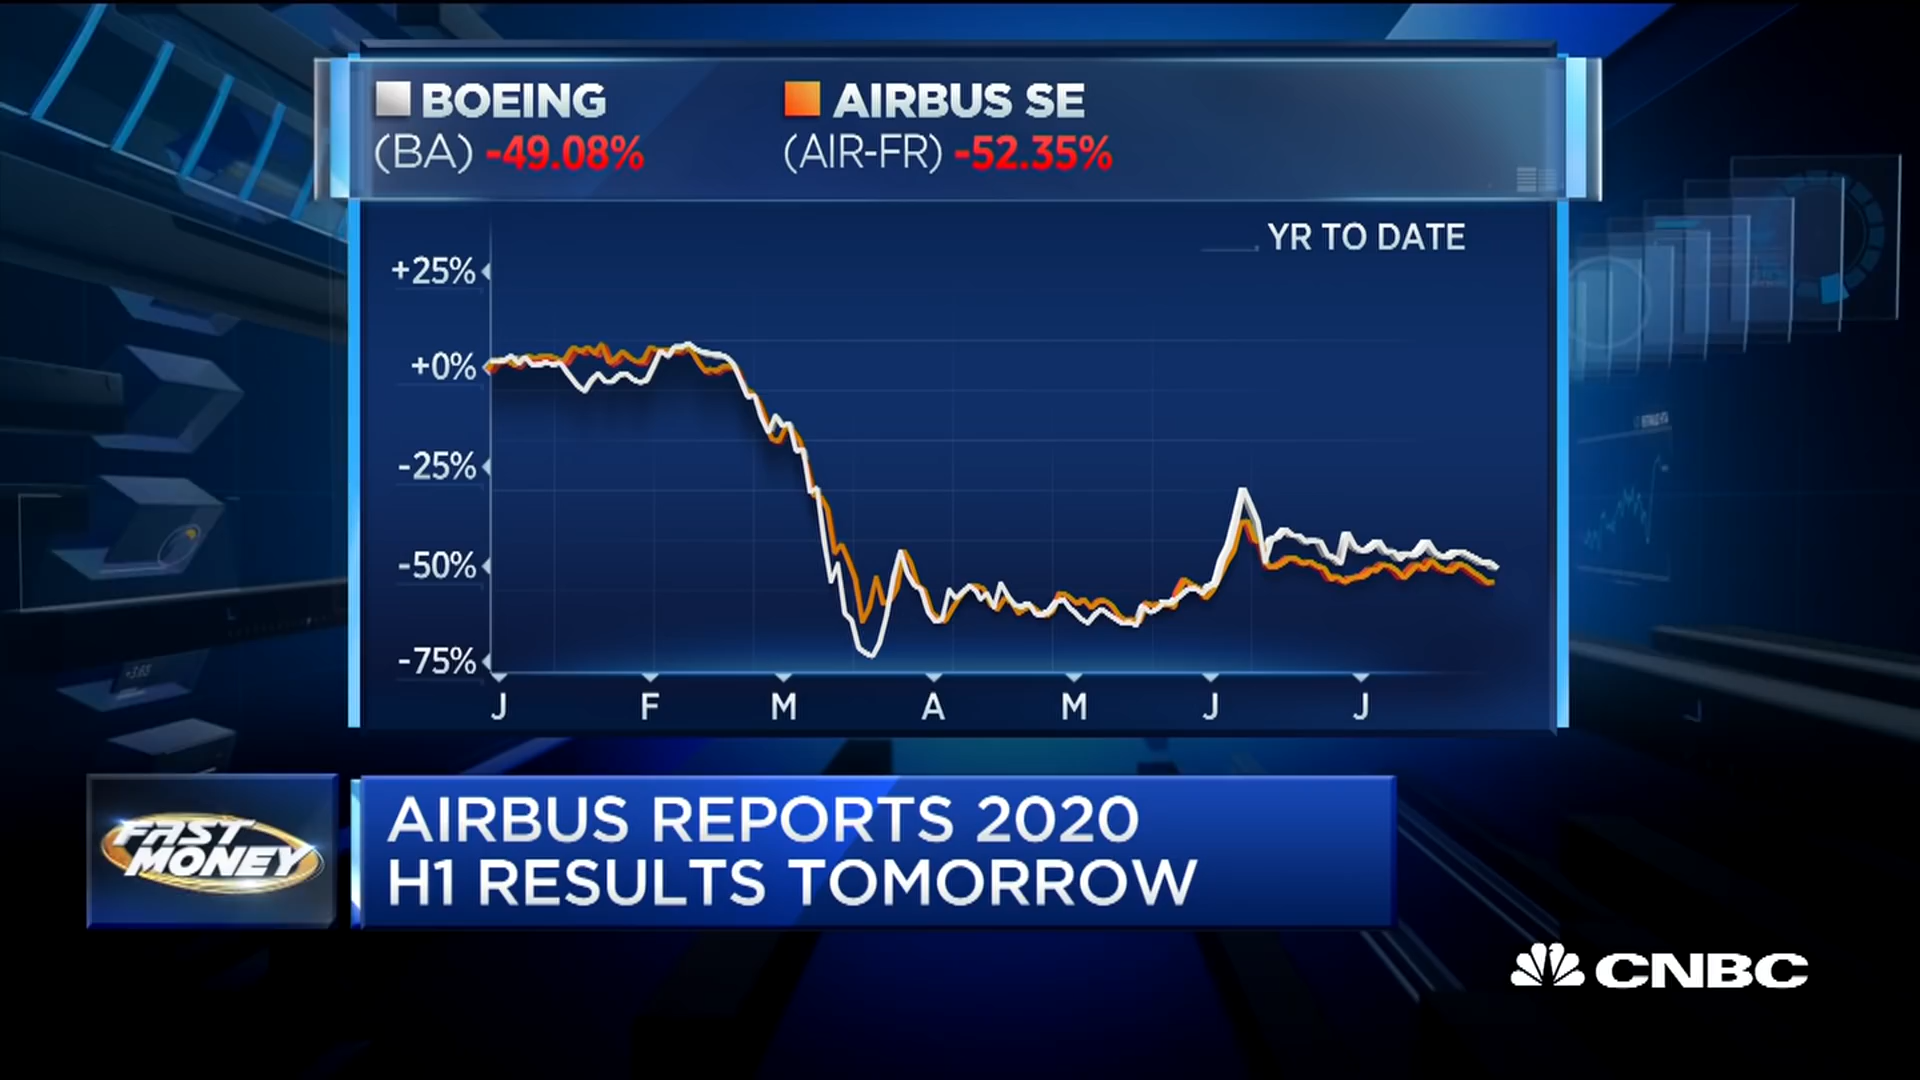 BOEING
(BA) -49.08%
AIRBUS SE
(AIR-FR) -52.35%
YR TO DATE
+25%
+0%
-25%
-50%
-75%
J F M A M J J
FAST MONEY
AIRBUS REPORTS 2020
H1 RESULTS TOMORROW
CNBC